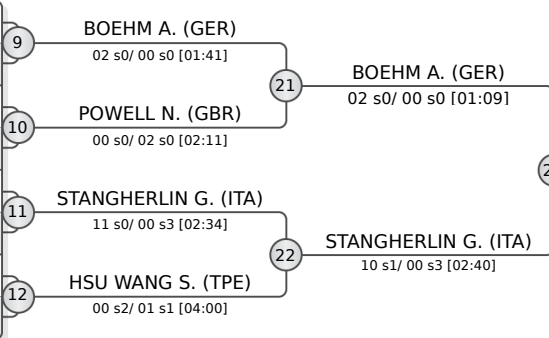 BOEHM A. (GER)
9
02 s0/ 00 s0 [01:41]
21
BOEHM A. (GER)
02 s0/ 00 s0 [01:09]
POWELL N. (GBR)
10
00 s0/ 02 s0 [02:11]
STANGHERLIN G. (ITA)
11
11 s0/ 00 s3 [02:34]
22
STANGHERLIN G. (ITA)
10 s1/ 00 s3 [02:40]
HSU WANG S. (TPE)
12
00 s2/ 01 s1 [04:00]